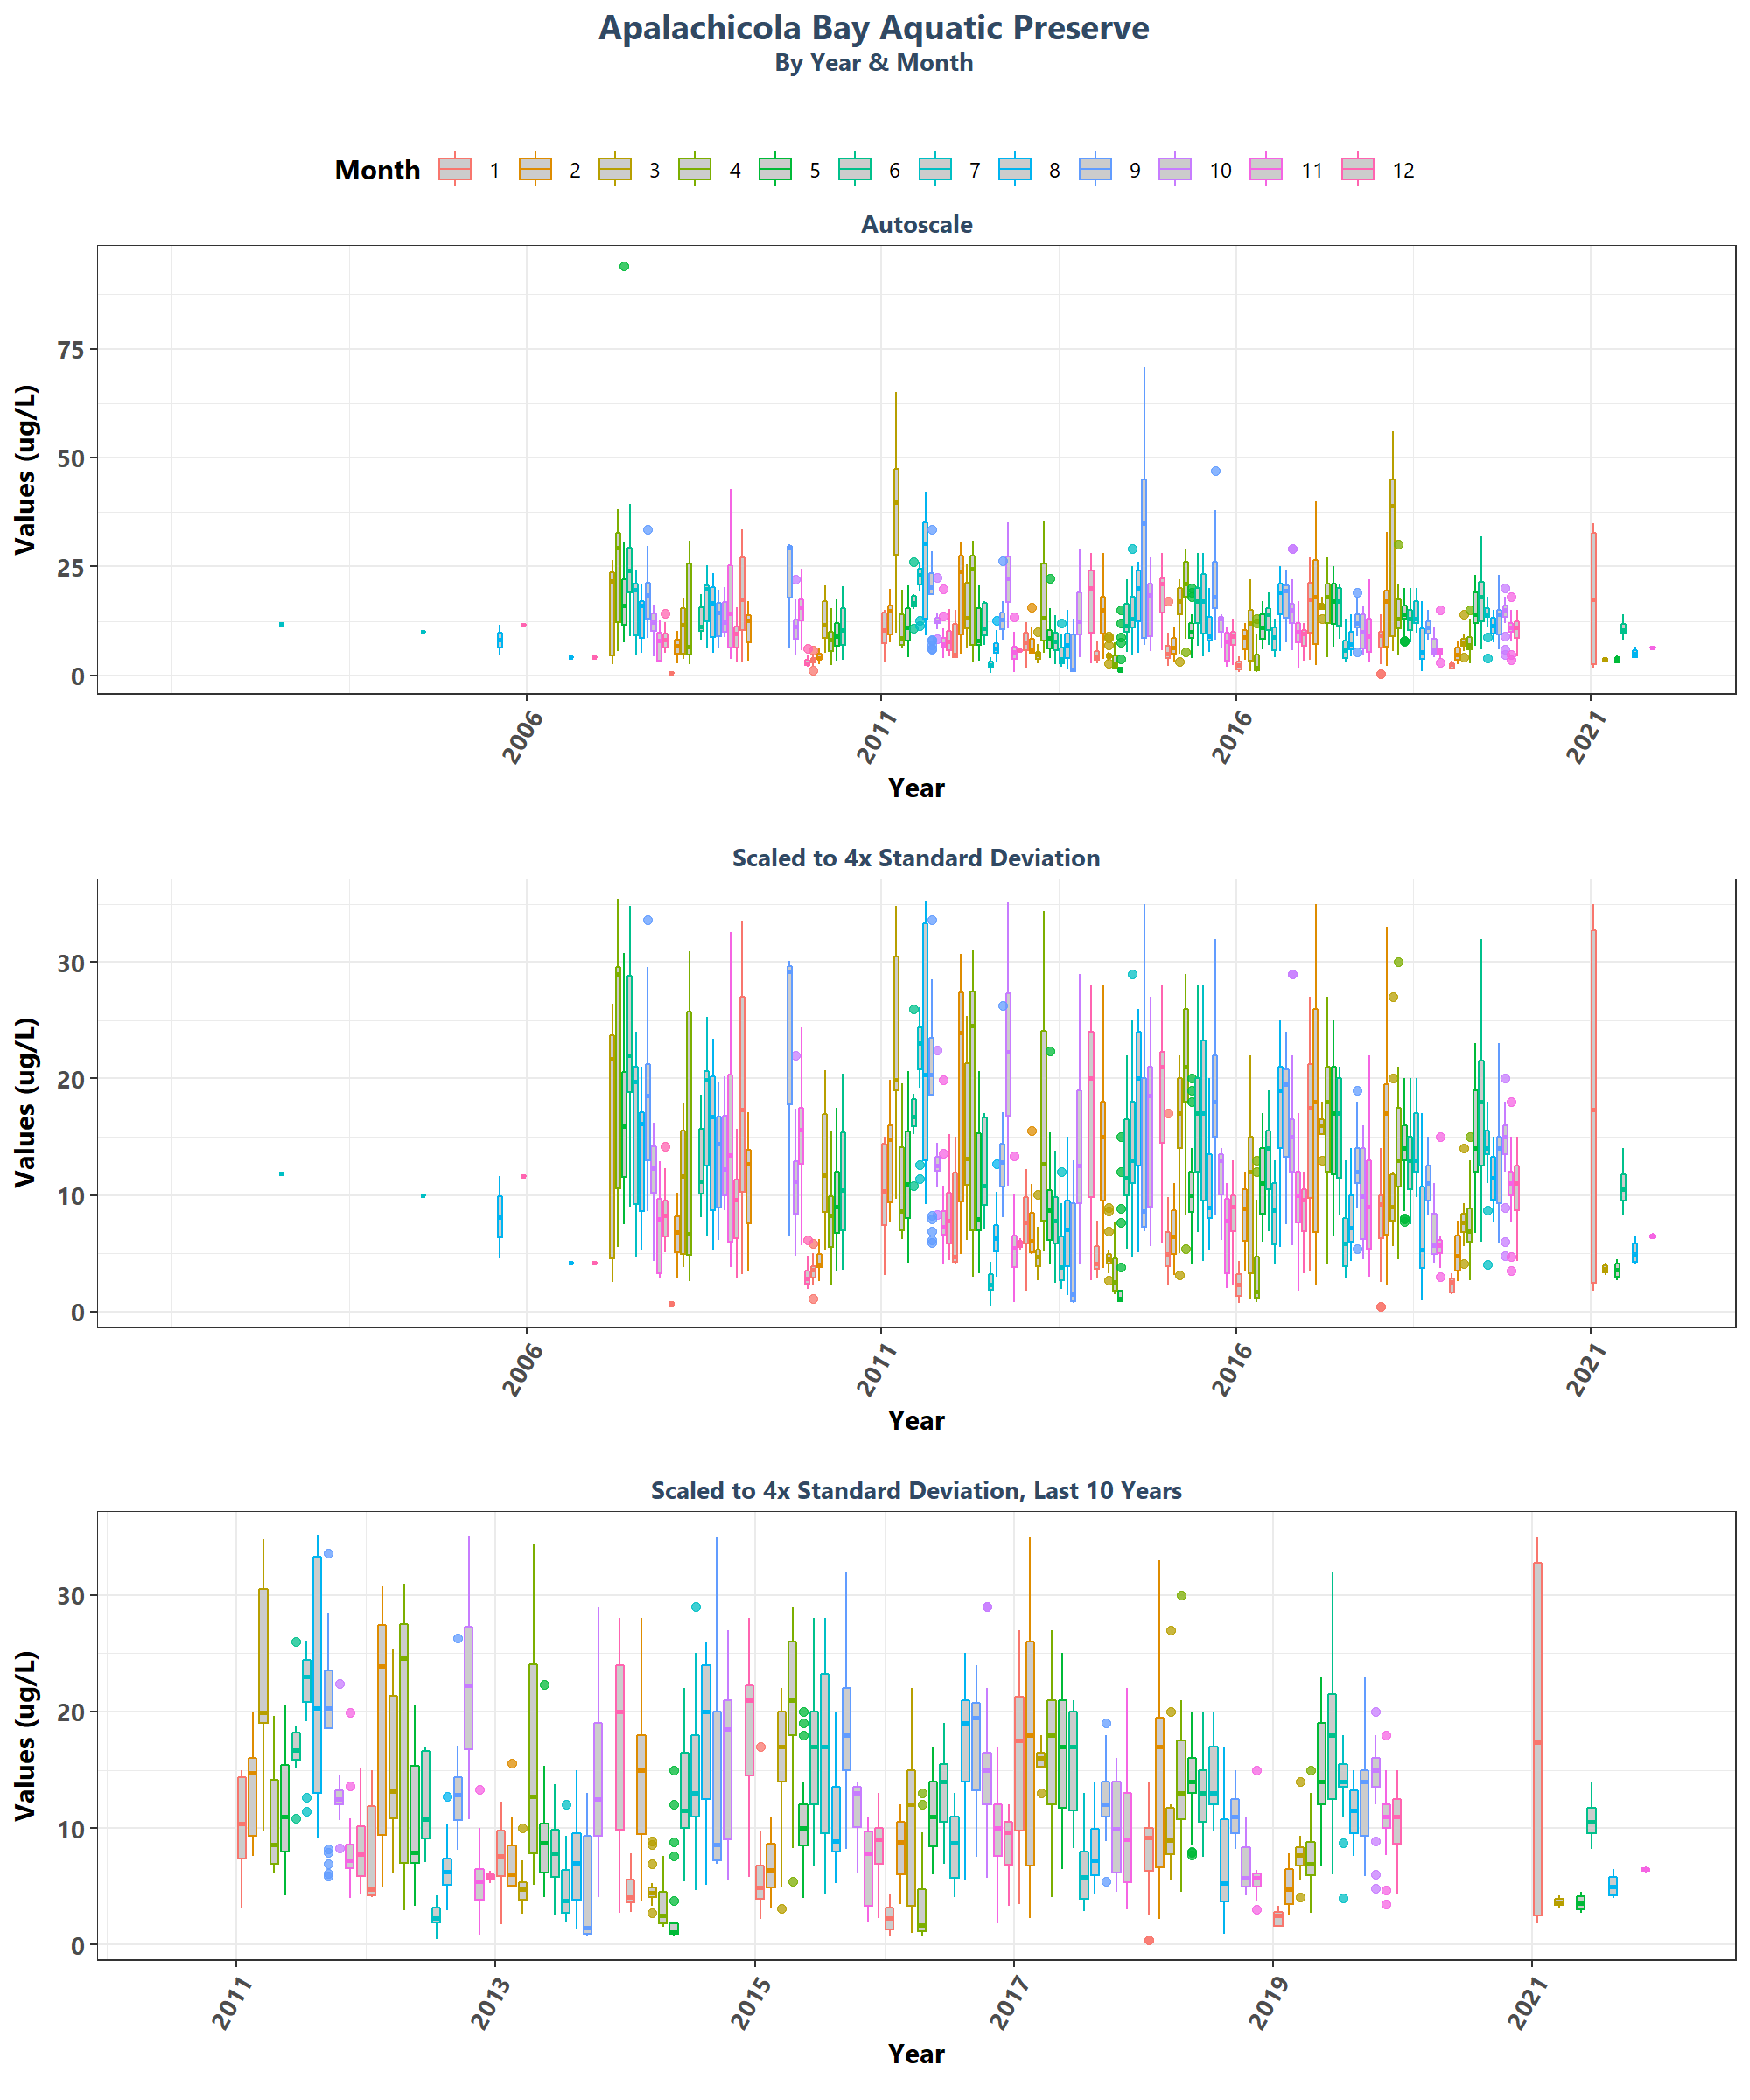 Apalachicola Bay Aquatic Preserve
By Year & Month
Month 1 2 3 4 5 6 7 8 9 10 11 12
Autoscale
Values (ug/L)
75
50
25
0
2006 2011 2016 2021
Year
Scaled to 4x Standard Deviation
Values (ug/L)
30
20
10
0
2006 2011 2016 2021
Year
Scaled to 4x Standard Deviation, Last 10 Years
Values (ug/L)
30
20
10
0
2011 2013 2015 2017 2019 2021
Year